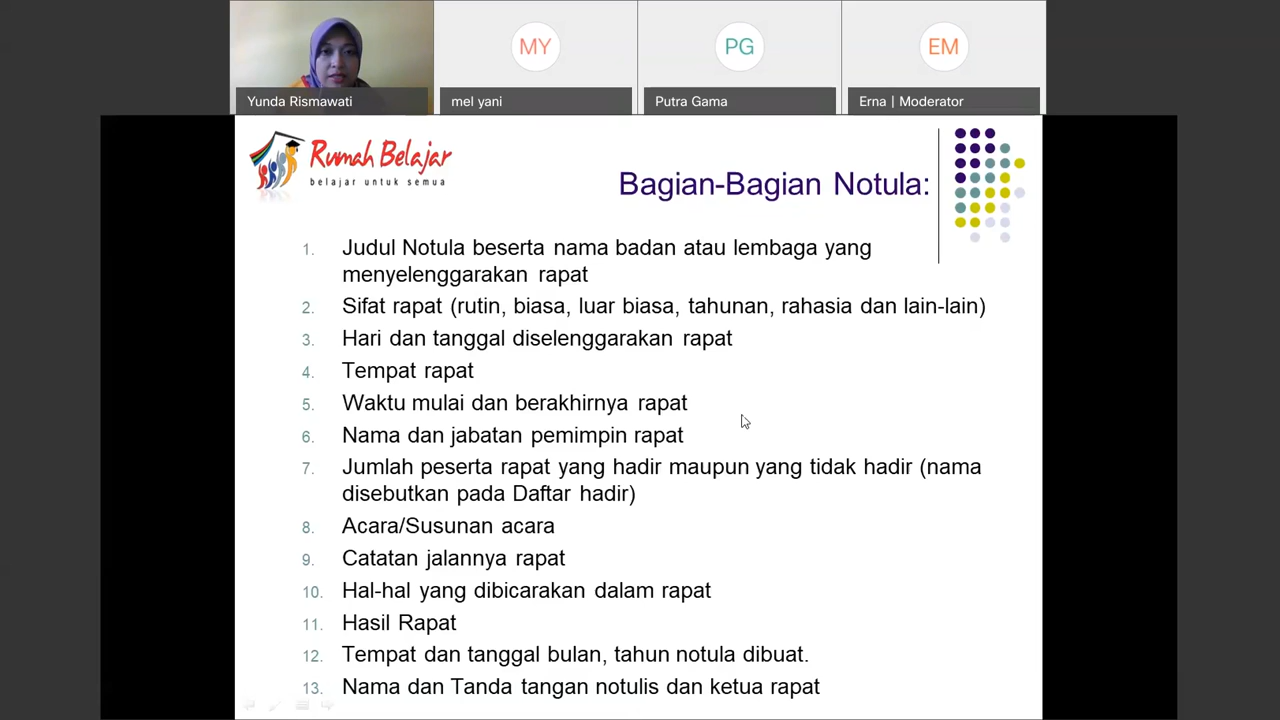 MY
PG
EM
Yunda Rismawati
mel yani
Putra Gama
Erna | Moderator
Rumah Belajar
belajar untuk semua
Bagian-Bagian Notula:
1. Judul Notula beserta nama badan atau lembaga yang
menyelenggarakan rapat
2. Sifat rapat (rutin, biasa, luar biasa, tahunan, rahasia dan lain-lain)
3. Hari dan tanggal diselenggarakan rapat
4. Tempat rapat
5. Waktu mulai dan berakhirnya rapat
6. Nama dan jabatan pemimpin rapat
7. Jumlah peserta rapat yang hadir maupun yang tidak hadir (nama
disebutkan pada Daftar hadir)
8. Acara/Susunan acara
9. Catatan jalannya rapat
10. Hal-hal yang dibicarakan dalam rapat
11. Hasil Rapat
12. Tempat dan tanggal bulan, tahun notula dibuat.
13. Nama dan Tanda tangan notulis dan ketua rapat